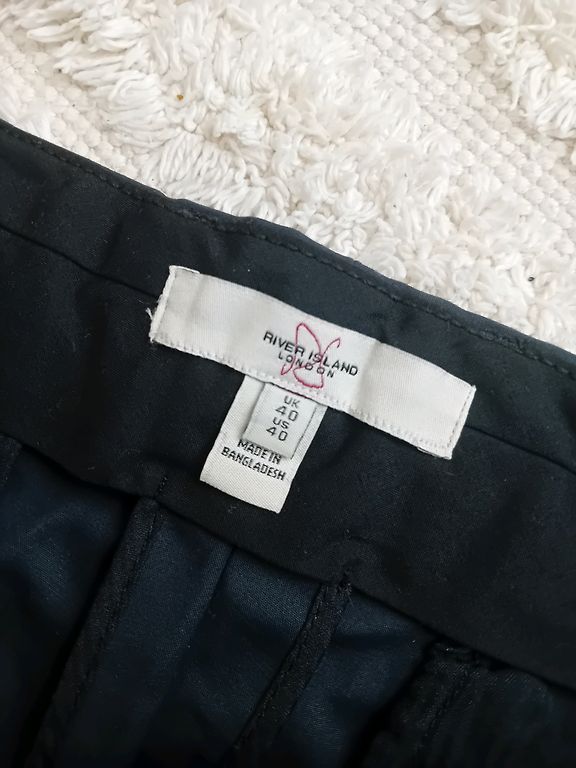 RIVER ISLAND
LONDON
UK
40
US
40
MADE IN
BANGLADESH